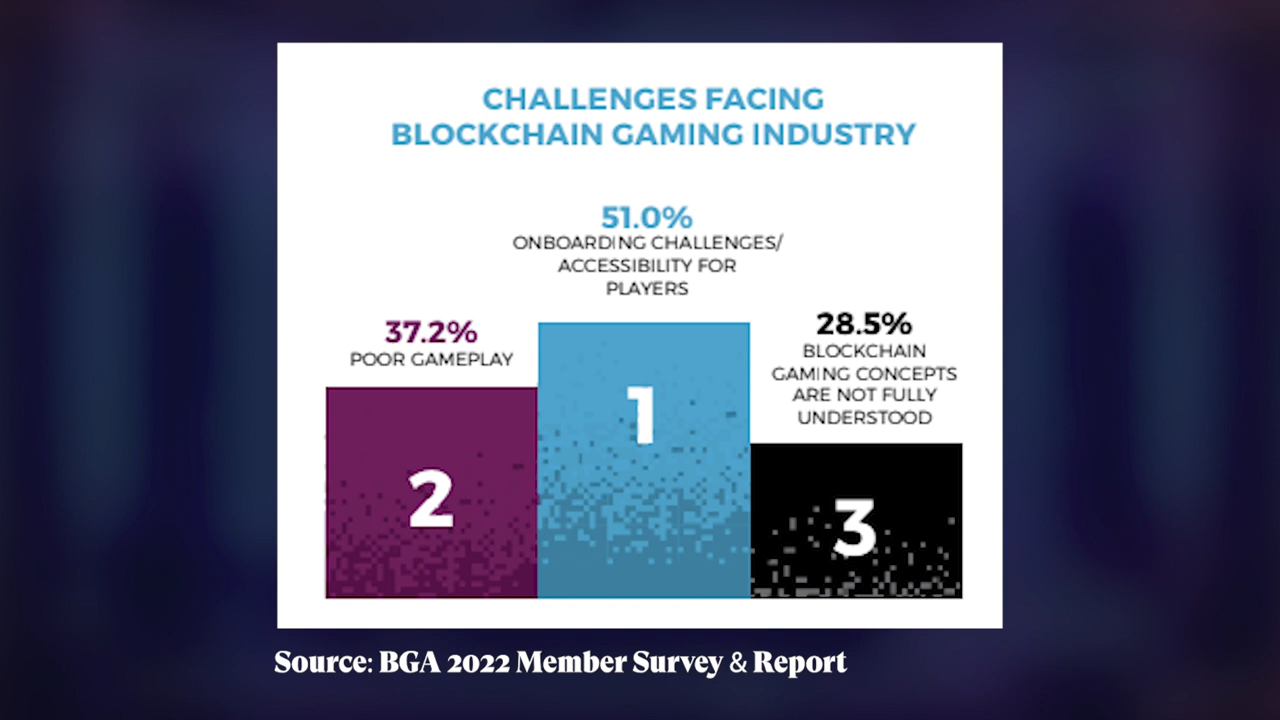 CHALLENGES FACING
BLOCKCHAIN GAMING INDUSTRY
51.0%
ONBOARDING CHALLENGES/
ACCESSIBILITY FOR
PLAYERS
37.2%
POOR GAMEPLAY
28.5%
BLOCKCHAIN
GAMING CONCEPTS
ARE NOT FULLY
UNDERSTOOD
2
1
3
Source: BGA 2022 Member Survey & Report